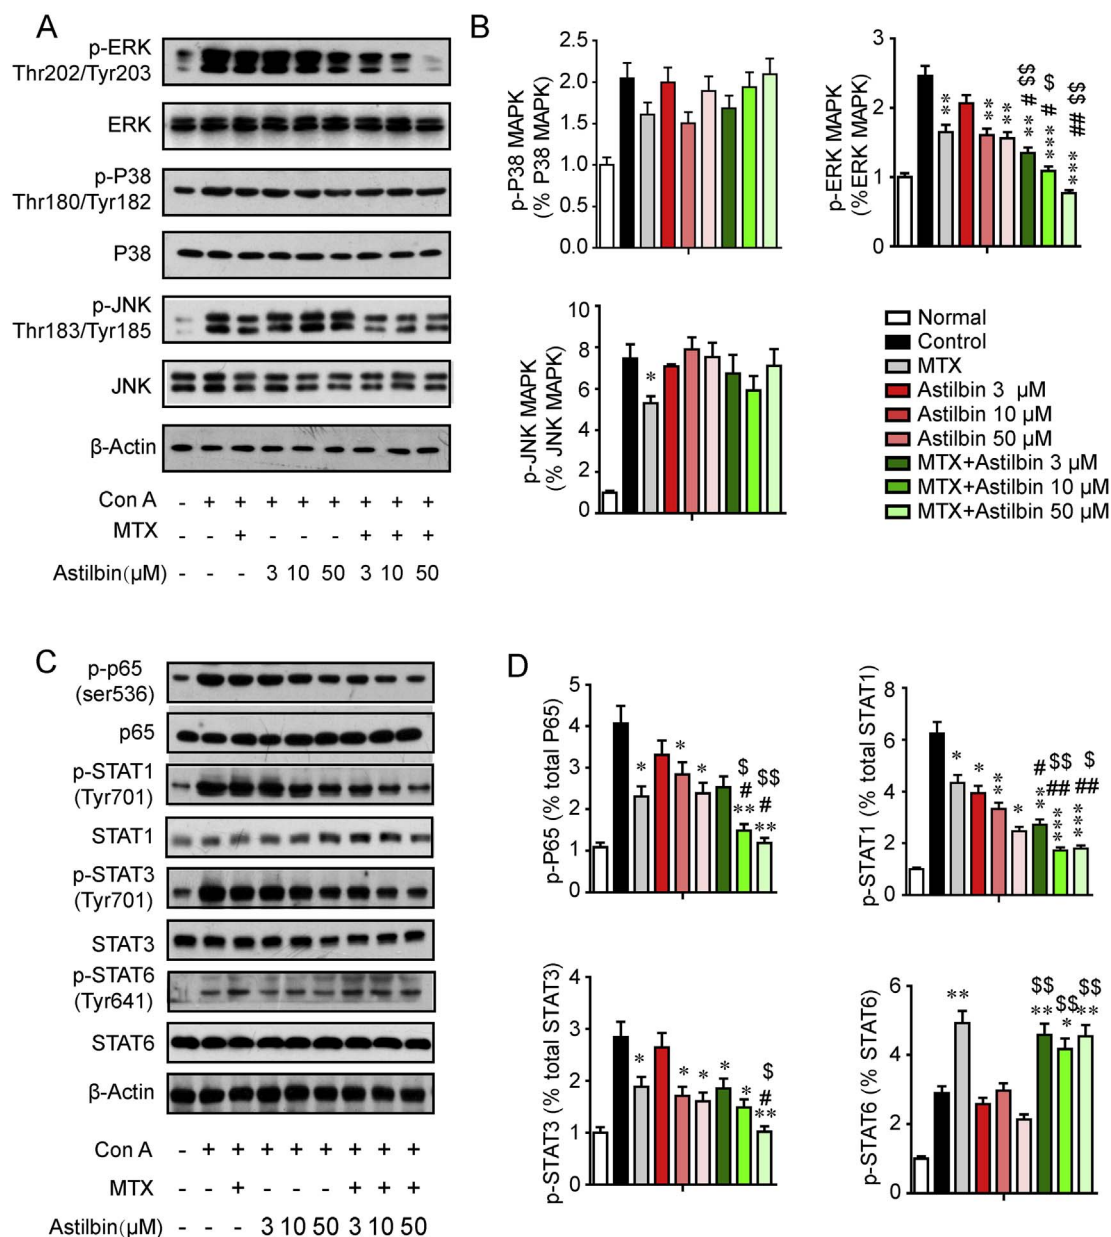 A
p-ERK
Thr202/Tyr203
ERK
p-P38
Thr180/Tyr182
P38
p-JNK
Thr183/Tyr185
JNK
β-Actin
Con A - + + + + + + + +
MTX - - + - - - + + +
Astilbin(μM) - - - 3 10 50 3 10 50
B
p-P38 MAPK
(% P38 MAPK)
2.5
2.0
1.5
1.0
0.5
0.0
p-ERK MAPK
(%ERK MAPK)
3
2
1
0
** ** ** ** # $$ *** # $ *** ## $$
p-JNK MAPK
(% JNK MAPK)
8
6
4
2
0
*
Normal
Control
MTX
Astilbin 3 μM
Astilbin 10 μM
Astilbin 50 μM
MTX+Astilbin 3 μM
MTX+Astilbin 10 μM
MTX+Astilbin 50 μM
C
p-p65
(ser536)
p65
p-STAT1
(Tyr701)
STAT1
p-STAT3
(Tyr701)
STAT3
p-STAT6
(Tyr641)
STAT6
β-Actin
Con A - + + + + + + + +
MTX - - + - - - + + +
Astilbin(μM) - - - 3 10 50 3 10 50
D
p-P65 (% total P65)
5
4
3
2
1
0
* * * ** # $ ** # $$
p-STAT1 (% total STAT1)
8
6
4
2
0
* * ** * ** # *** ## $$ *** ## $
p-STAT3 (% total STAT3)
4
3
2
1
0
* * * * * ** # $
p-STAT6 (% STAT6)
6
4
2
0
** ** $$ * $$ ** $$